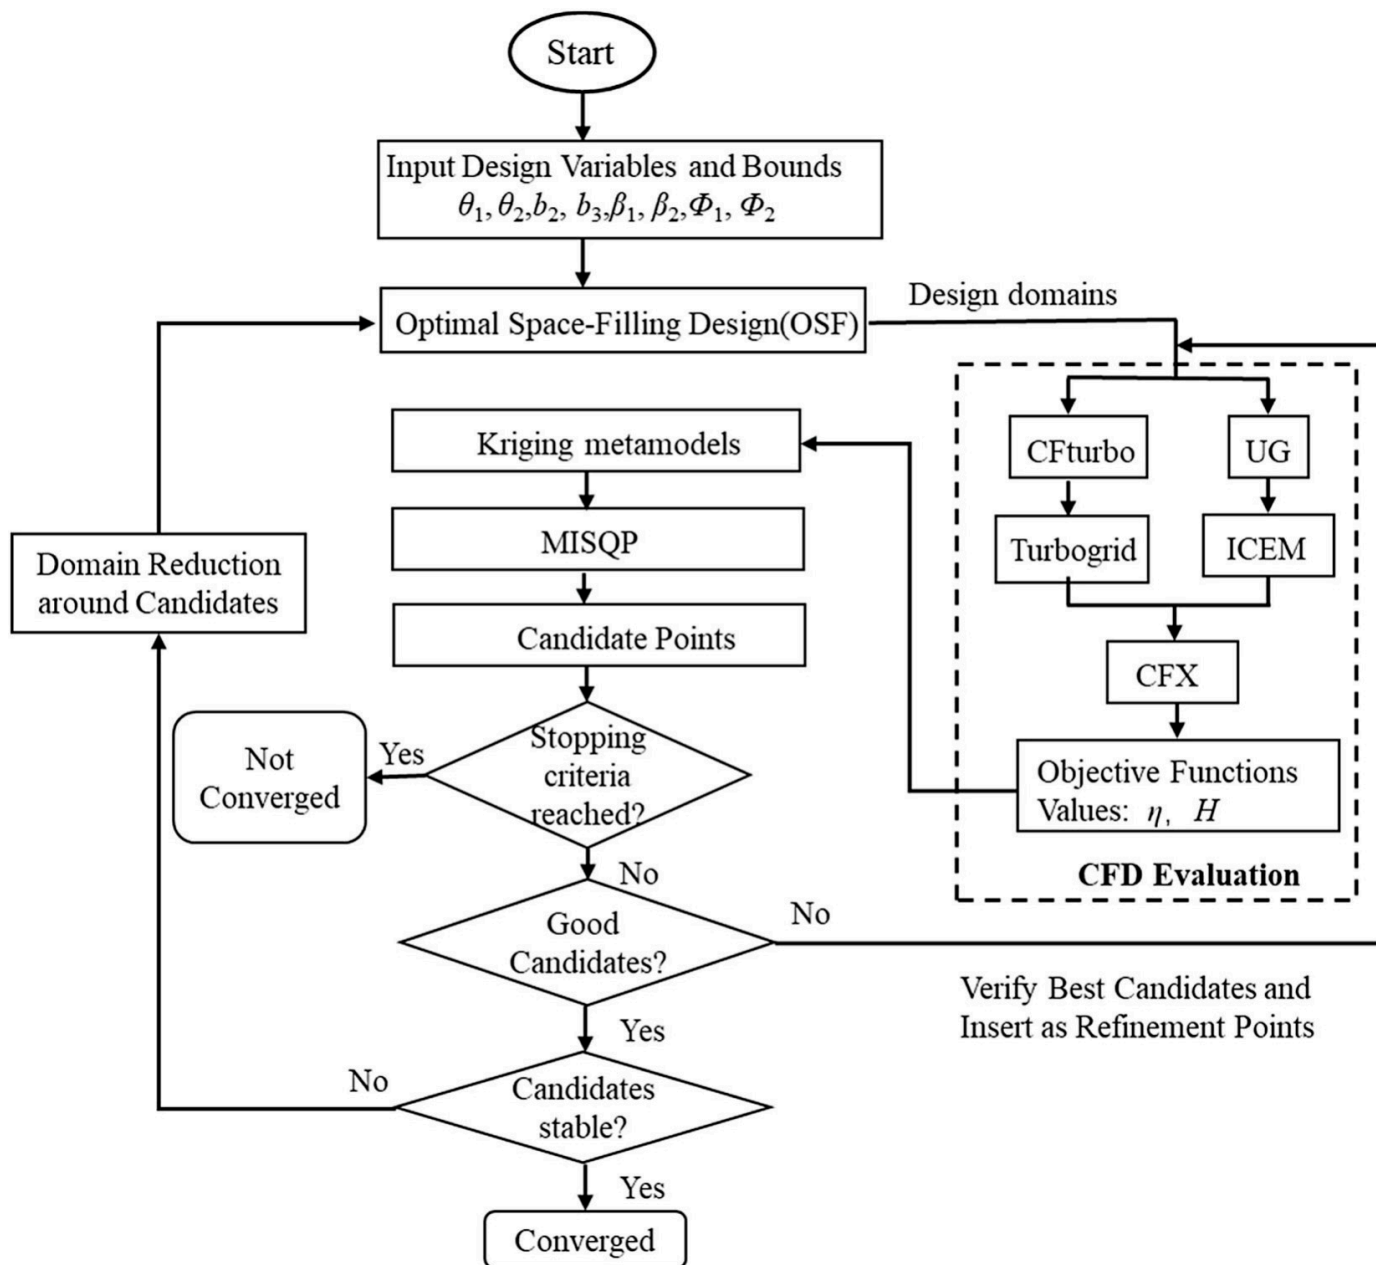 Start
Input Design Variables and Bounds
θ1, θ2,b2, b3,β1, β2,Φ1, Φ2
Optimal Space-Filling Design(OSF)
Design domains
Kriging metamodels
MISQP
Candidate Points
Stopping
criteria
reached?
Yes
Not
Converged
No
Good
Candidates?
No
Verify Best Candidates and
Insert as Refinement Points
Yes
Candidates
stable?
No
Domain Reduction
around Candidates
Yes
Converged
CFturbo
UG
Turbogrid
ICEM
CFX
Objective Functions
Values: η, H
CFD Evaluation